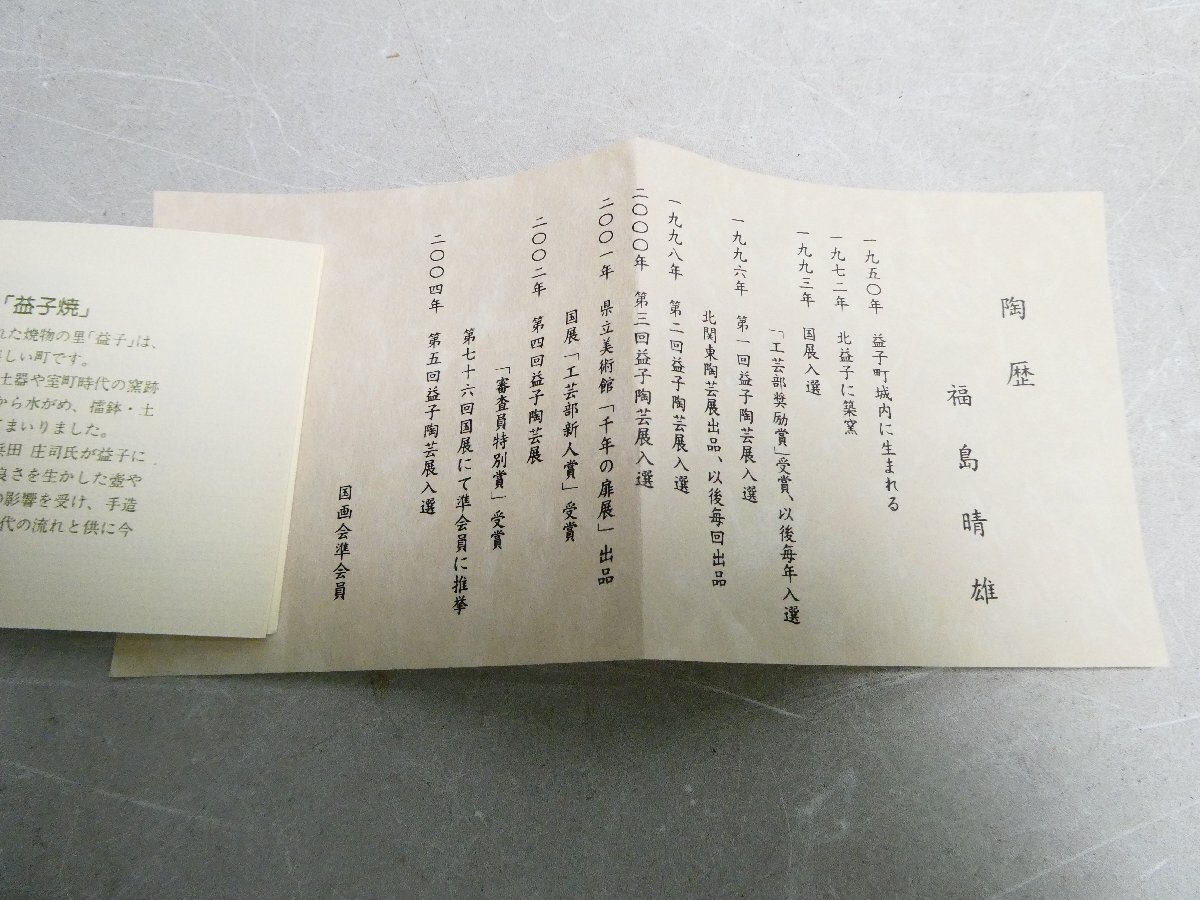 陶歴
福島晴雄
一九五〇年 益子町城内に生まれる
一九七二年 北益子に築窯
一九九三年 国展入選
「工芸部奨励賞」受賞、以後毎年入選
一九九六年 第一回益子陶芸展入選
北関東陶芸展出品、以後毎回出品
一九九八年 第二回益子陶芸展入選
二〇〇〇年 第三回益子陶芸展入選
二〇〇一年 県立美術館「千年の扉展」出品
国展「工芸部新人賞」受賞
二〇〇二年 第四回益子陶芸展
「審査員特別賞」受賞
第七十六回国展にて準会員に推挙
二〇〇四年 第五回益子陶芸展入選
国画会準会員
「益子焼」
れた焼物の里「益子」は、
しい町です。
土器や室町時代の窯跡
から水がめ、擂鉢・土
まいりました。
浜田 庄司氏が益子に
良さを生かした壺や
の影響を受け、手造
代の流れと供に今